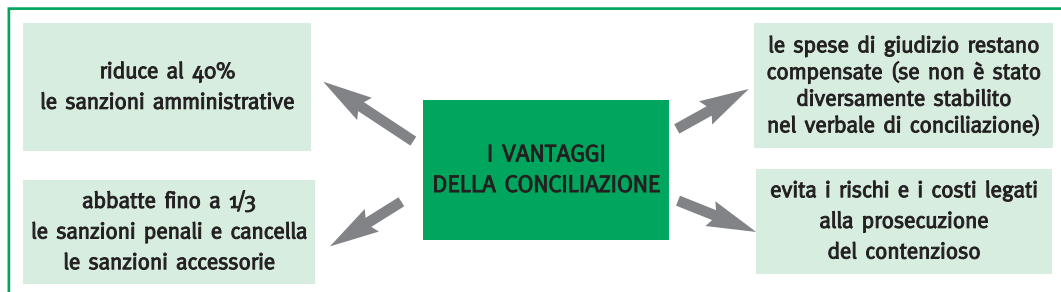 riduce al 40%
le sanzioni amministrative
le spese di giudizio restano
compensate (se non è stato
diversamente stabilito
nel verbale di conciliazione)
I VANTAGGI
DELLA CONCILIAZIONE
abbatte fino a 1/3
le sanzioni penali e cancella
le sanzioni accessorie
evita i rischi e i costi legati
alla prosecuzione
del contenzioso